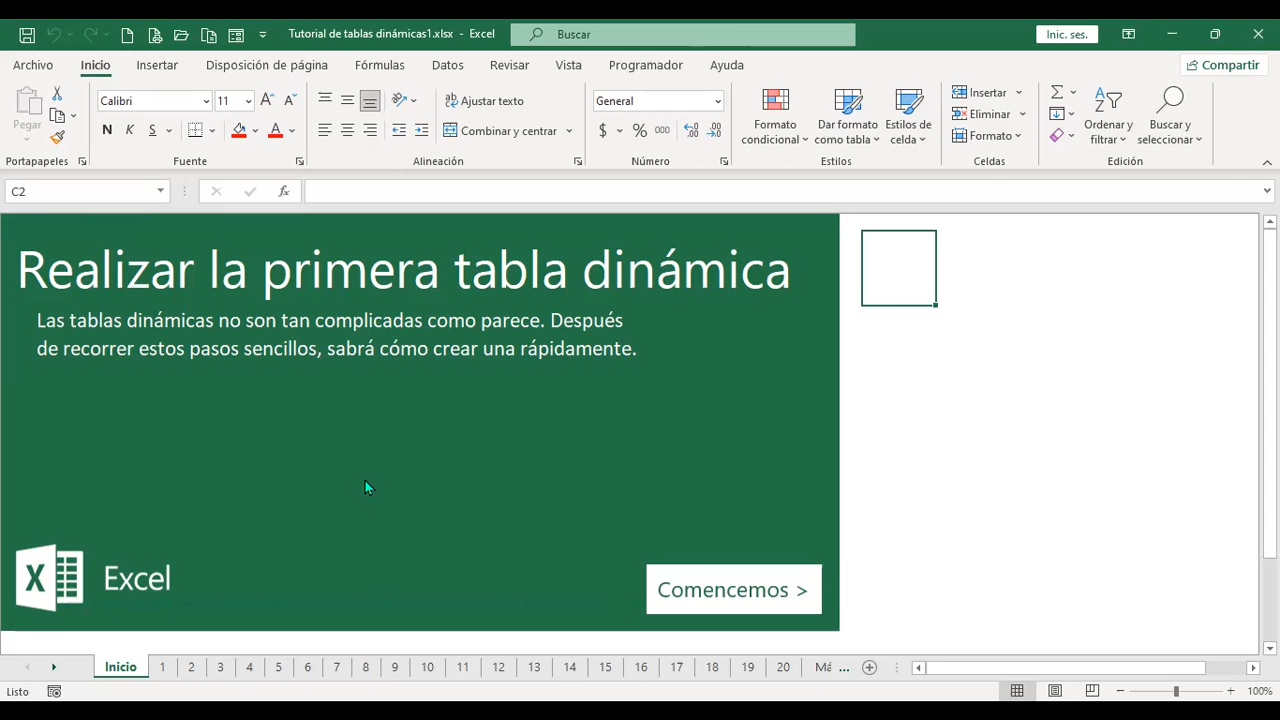 Tutorial de tablas dinámicas1.xlsx - Excel
Buscar
Inic. ses.
Archivo Inicio Insertar Disposición de página Fórmulas Datos Revisar Vista Programador Ayuda
Compartir
Pegar
Portapapeles
Calibri 11
N K S
Fuente
Ajustar texto
Combinar y centrar
Alineación
General
$ % 000
Número
Formato condicional
Dar formato como tabla
Estilos de celda
Estilos
Insertar
Eliminar
Formato
Celdas
Ordenar y filtrar
Buscar y seleccionar
Edición
C2
fx
Realizar la primera tabla dinámica
Las tablas dinámicas no son tan complicadas como parece. Después
de recorrer estos pasos sencillos, sabrá cómo crear una rápidamente.
Excel
Comencemos >
Inicio 1 2 3 4 5 6 7 8 9 10 11 12 13 14 15 16 17 18 19 20 Má ...
Listo
100%